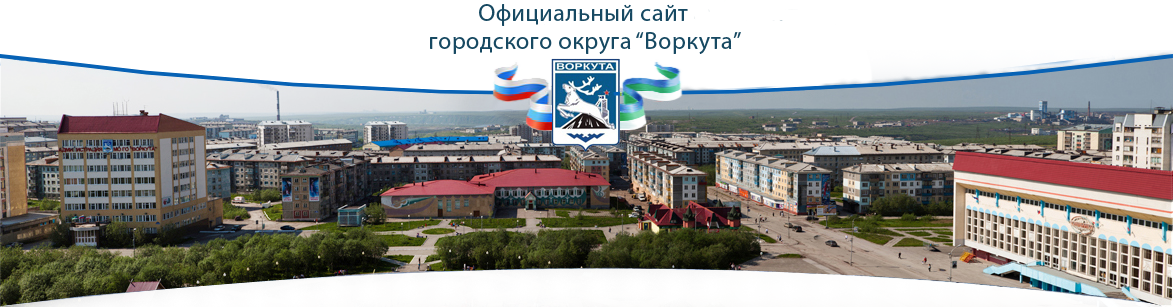 Официальный сайт
городского округа “Воркута”
ВОРКУТА